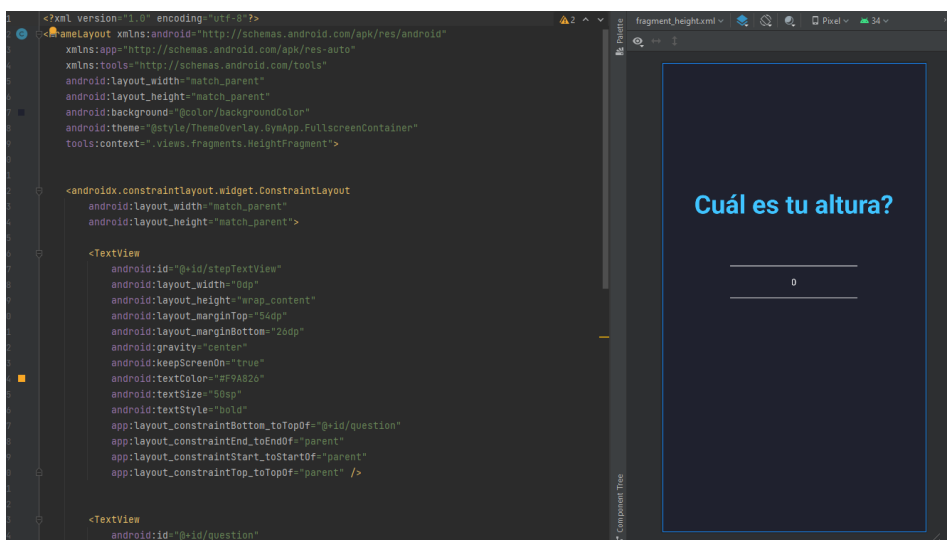 <?xml version="1.0" encoding="utf-8"?>
<FrameLayout xmlns:android="http://schemas.android.com/apk/res/android"
xmlns:app="http://schemas.android.com/apk/res-auto"
xmlns:tools="http://schemas.android.com/tools"
android:layout_width="match_parent"
android:layout_height="match_parent"
android:background="@color/backgroundColor"
android:theme="@style/ThemeOverlay.GymApp.FullscreenContainer"
tools:context=".views.fragments.HeightFragment">
<androidx.constraintlayout.widget.ConstraintLayout
android:layout_width="match_parent"
android:layout_height="match_parent">
<TextView
android:id="@+id/stepTextView"
android:layout_width="0dp"
android:layout_height="wrap_content"
android:layout_marginTop="54dp"
android:layout_marginBottom="26dp"
android:gravity="center"
android:keepScreenOn="true"
android:textColor="#F9A826"
android:textSize="50sp"
android:textStyle="bold"
app:layout_constraintBottom_toTopOf="@+id/question"
app:layout_constraintEnd_toEndOf="parent"
app:layout_constraintStart_toStartOf="parent"
app:layout_constraintTop_toTopOf="parent" />
<TextView
android:id="@+id/question"
2
Palette
Component Tree
fragment_height.xml
Pixel
34
Cuál es tu altura?
0